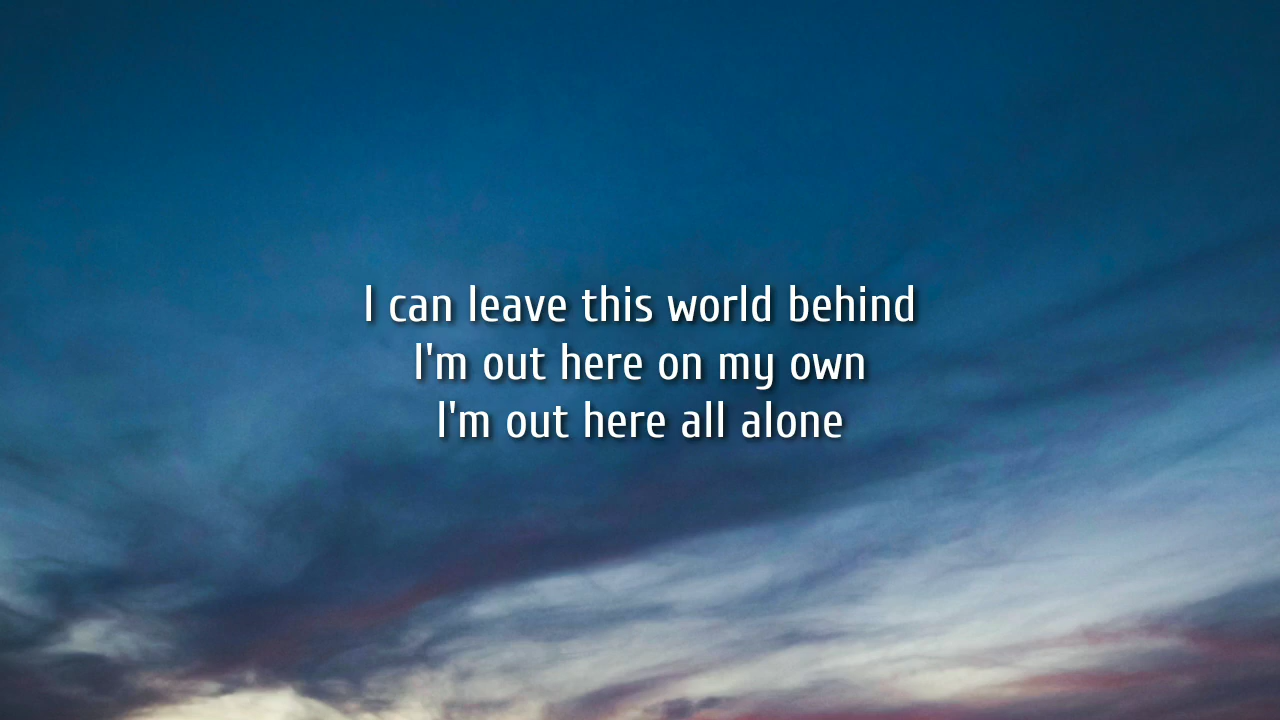 I can leave this world behind
I'm out here on my own
I'm out here all alone